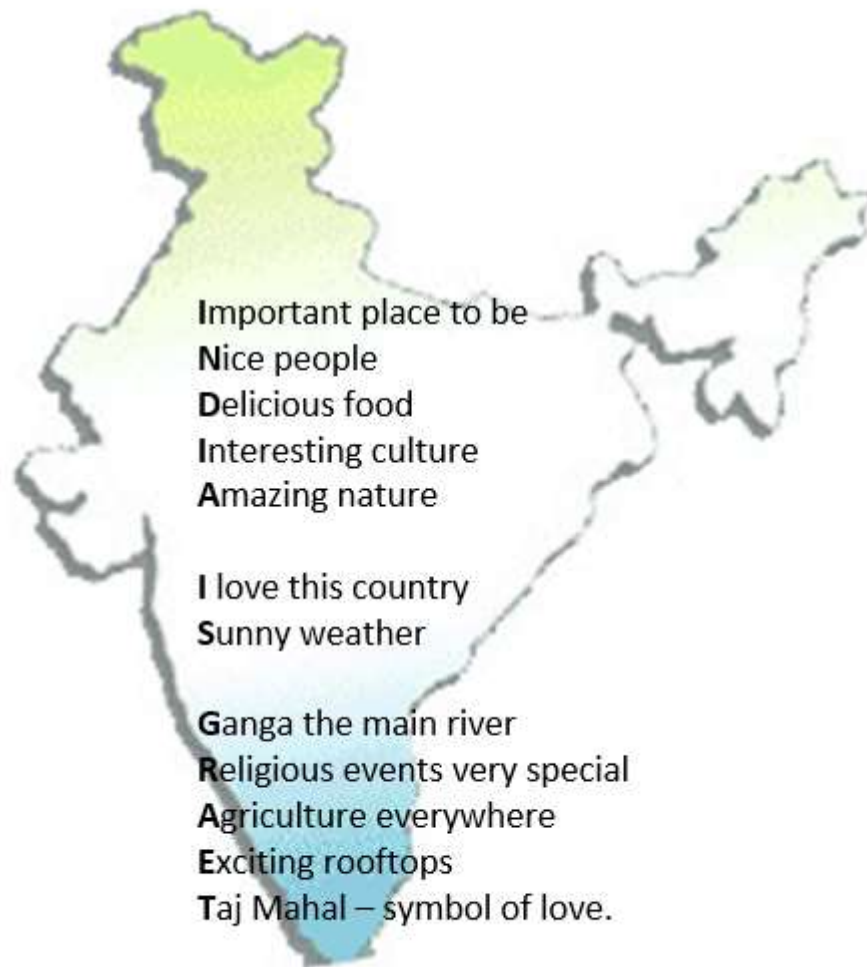 Important place to be
Nice people
Delicious food
Interesting culture
Amazing nature
I love this country
Sunny weather
Ganga the main river
Religious events very special
Agriculture everywhere
Exciting rooftops
Taj Mahal – symbol of love.